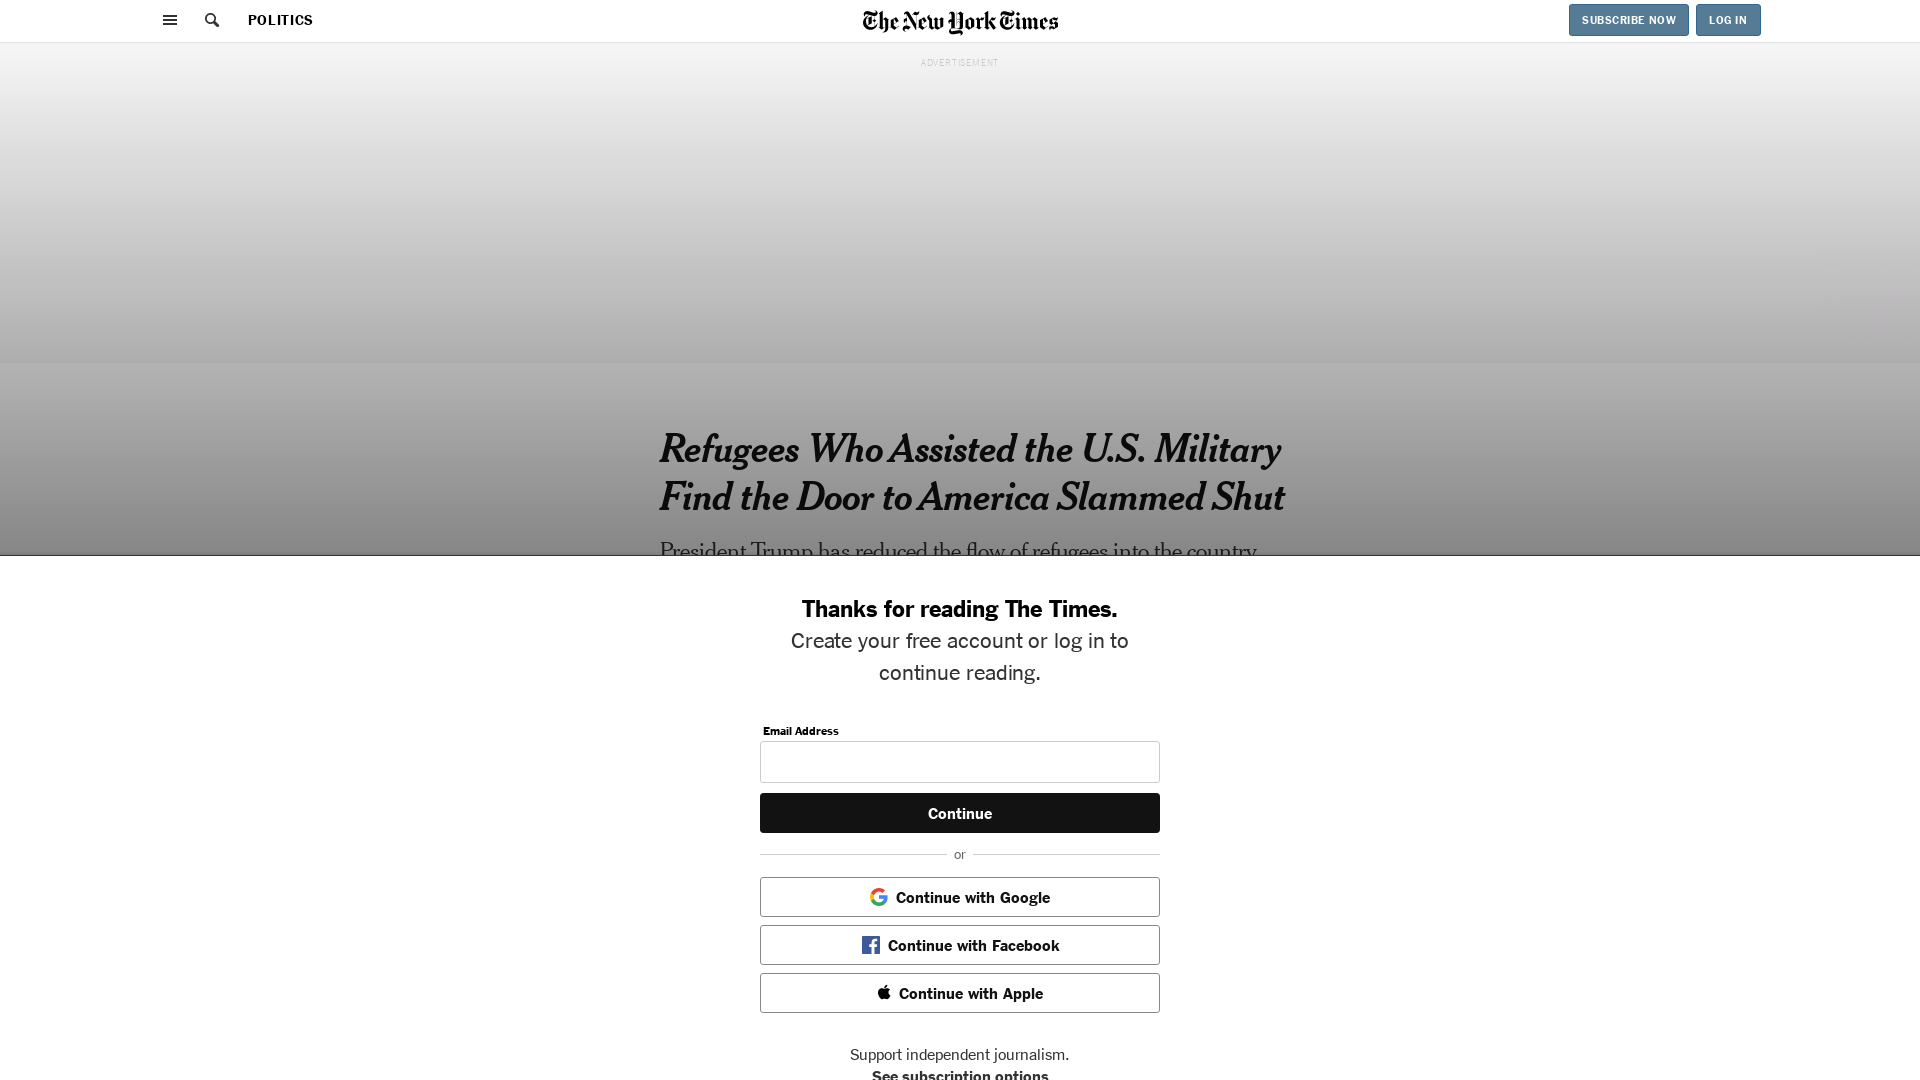 POLITICS
The New York Times
SUBSCRIBE NOW
LOG IN
ADVERTISEMENT
Refugees Who Assisted the U.S. Military
Find the Door to America Slammed Shut
President Trump has reduced the flow of refugees into the country
Thanks for reading The Times.
Create your free account or log in to
continue reading.
Email Address
Continue
or
Continue with Google
Continue with Facebook
Continue with Apple
Support independent journalism.
See subscription options